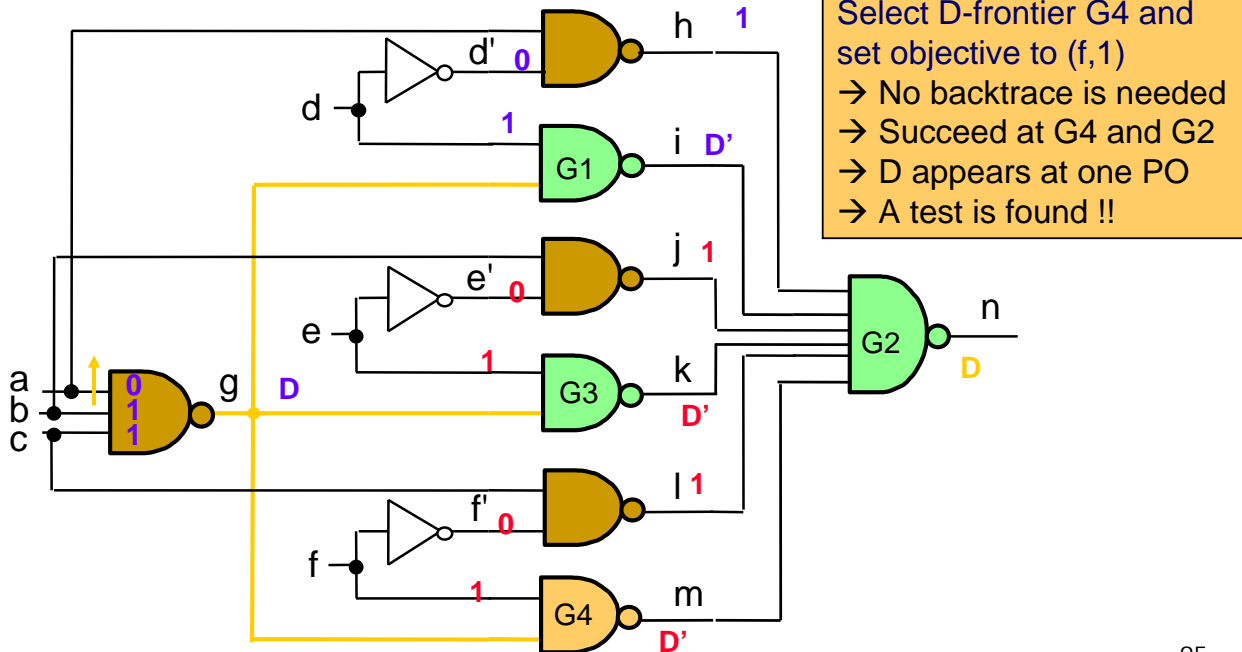 Select D-frontier G4 and
set objective to (f,1)
→ No backtrace is needed
→ Succeed at G4 and G2
→ D appears at one PO
→ A test is found !!
h 1
d' 0
d
1
G1
i D’
j 1
e' 0
e
1
G3
k
D’
a 0
b 1
c 1
g D
G2
n
D
l 1
f' 0
f
1
G4
m
D’